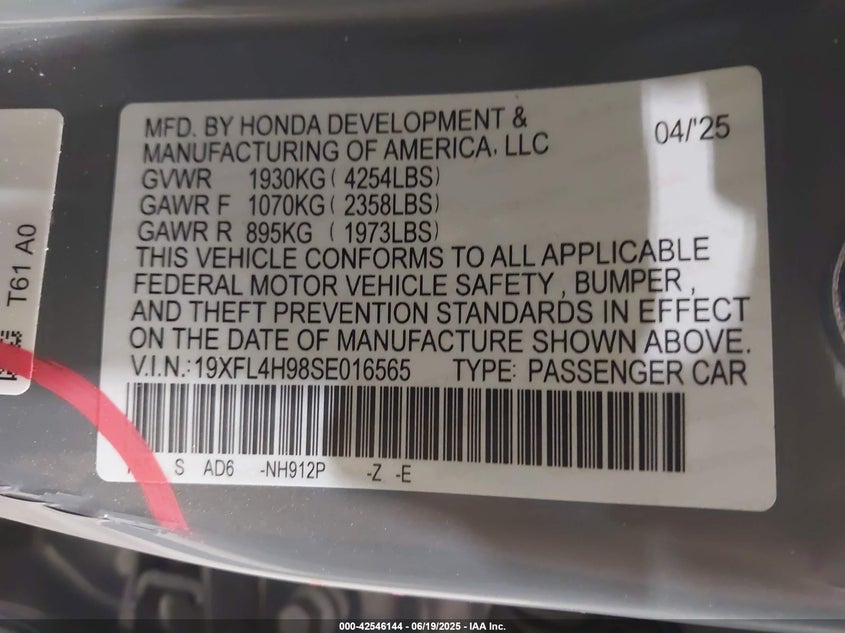 MFD. BY HONDA DEVELOPMENT &
MANUFACTURING OF AMERICA, LLC
04/'25
GVWR 1930KG ( 4254LBS)
GAWR F 1070KG ( 2358LBS)
GAWR R 895KG ( 1973LBS)
THIS VEHICLE CONFORMS TO ALL APPLICABLE
FEDERAL MOTOR VEHICLE SAFETY , BUMPER ,
AND THEFT PREVENTION STANDARDS IN EFFECT
ON THE DATE OF MANUFACTURE SHOWN ABOVE.
V.I.N.:19XFL4H98SE016565 TYPE: PASSENGER CAR
S AD6 -NH912P -Z -E
T61 A0
000-42546144 - 06/19/2025 - IAA Inc.